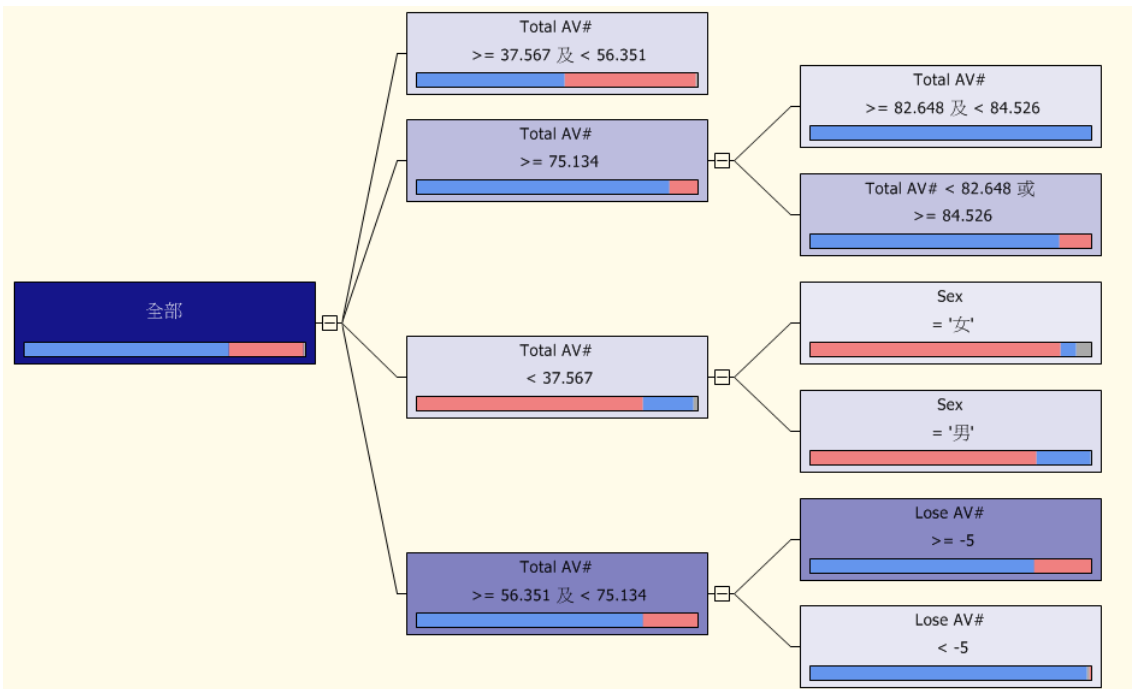 全部
Total AV#
>= 37.567 及 < 56.351
Total AV#
>= 75.134
Total AV#
>= 82.648 及 < 84.526
Total AV# < 82.648 或
>= 84.526
Total AV#
< 37.567
Sex
= '女'
Sex
= '男'
Total AV#
>= 56.351 及 < 75.134
Lose AV#
>= -5
Lose AV#
< -5